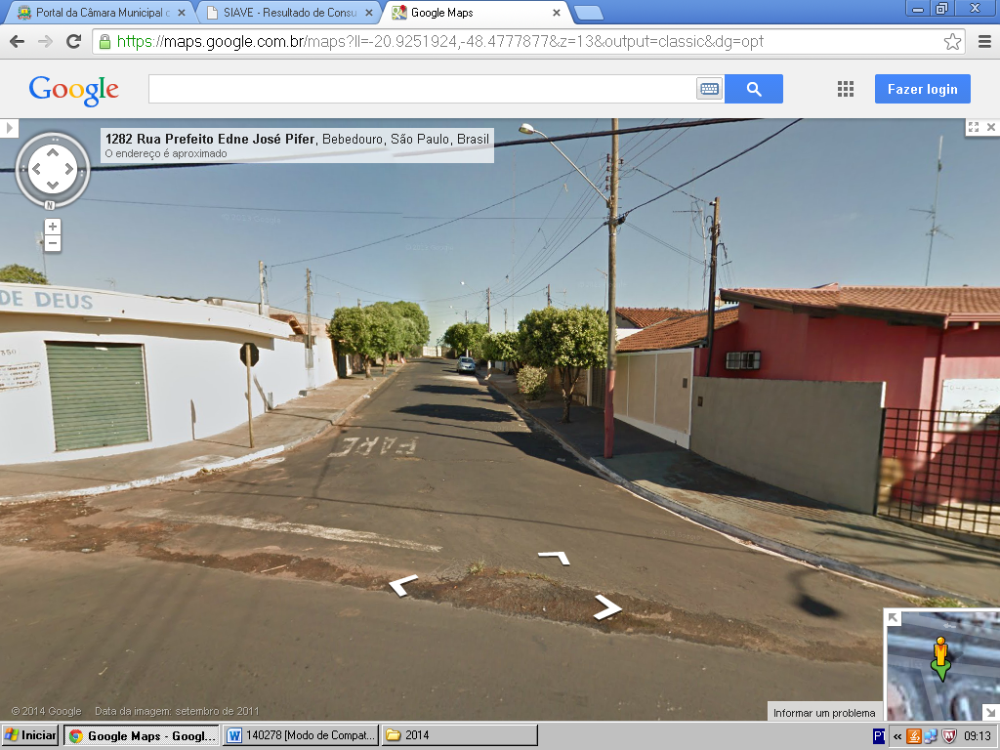 Portal da Câmara Municipal d
SIAVE - Resultado de Consu
Google Maps
https://maps.google.com.br/maps?ll=-20.9251924,-48.4777877&z=13&output=classic&dg=opt
Google
Fazer login
1282 Rua Prefeito Edne José Pifer, Bebedouro, São Paulo, Brasil
O endereço é aproximado
N
DE DEUS
PARE
© 2014 Google
Data da imagem: setembro de 2011
Informar um problema
Iniciar
Google Maps - Googl...
140278 [Modo de Compat...
2014
PT
09:13